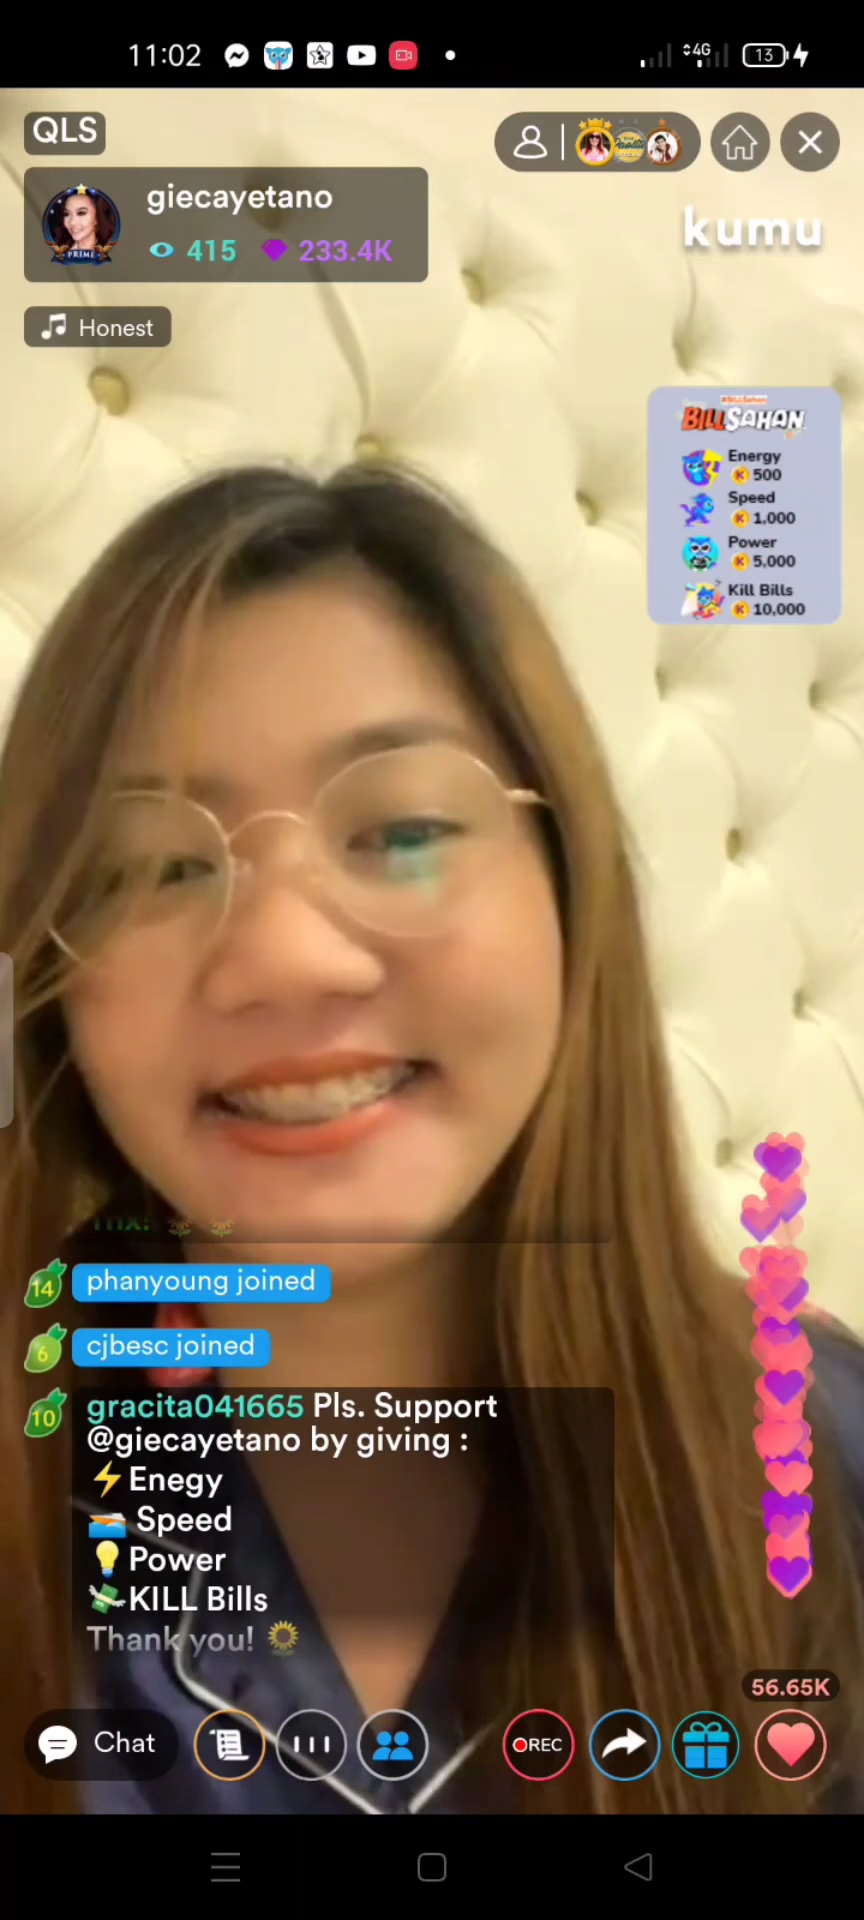 11:02
4G
13
QLS
giecayetano
PRIME
415
233.4K
kumu
Honest
#BillSahan
BILLSAHAN
Energy
K 500
Speed
K 1,000
Power
K 5,000
Kill Bills
K 10,000
14 phanyoung joined
6 cjbesc joined
10 gracita041665 Pls. Support
@giecayetano by giving :
⚡Enegy
🚤 Speed
💡Power
💸KILL Bills
Thank you! 🌻
56.65K
Chat
REC